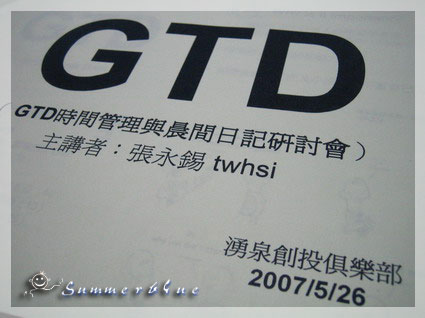 GTD
GTD時間管理與晨間日記研討會）
主講者：張永錫 twhsi
湧泉創投俱樂部
2007/5/26
Summerblue